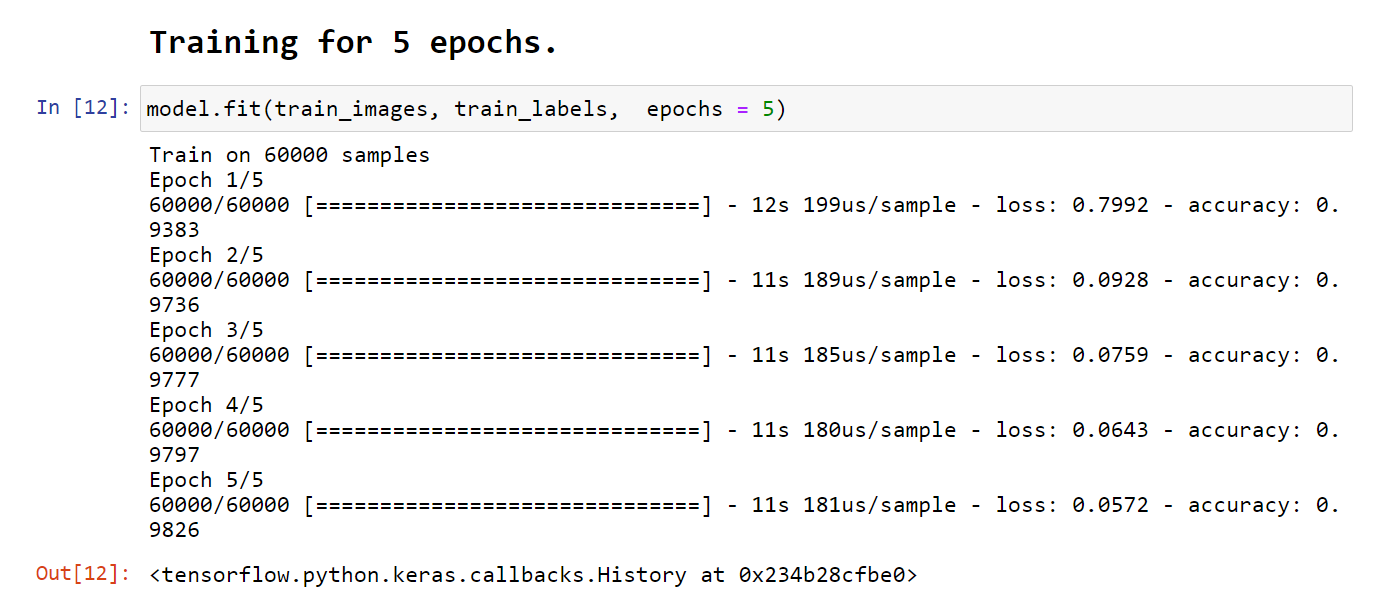 Training for 5 epochs.
In [12]: model.fit(train_images, train_labels,  epochs = 5)
Train on 60000 samples
Epoch 1/5
60000/60000 [==============================] - 12s 199us/sample - loss: 0.7992 - accuracy: 0.
9383
Epoch 2/5
60000/60000 [==============================] - 11s 189us/sample - loss: 0.0928 - accuracy: 0.
9736
Epoch 3/5
60000/60000 [==============================] - 11s 185us/sample - loss: 0.0759 - accuracy: 0.
9777
Epoch 4/5
60000/60000 [==============================] - 11s 180us/sample - loss: 0.0643 - accuracy: 0.
9797
Epoch 5/5
60000/60000 [==============================] - 11s 181us/sample - loss: 0.0572 - accuracy: 0.
9826
Out[12]: <tensorflow.python.keras.callbacks.History at 0x234b28cfbe0>